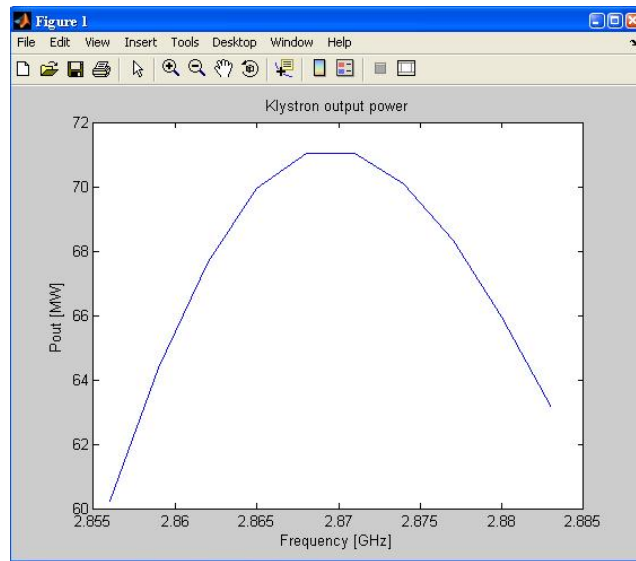 Figure 1
File Edit View Insert Tools Desktop Window Help
Klystron output power
72
70
68
66
64
62
60
Pout [MW]
2.855 2.86 2.865 2.87 2.875 2.88 2.885
Frequency [GHz]